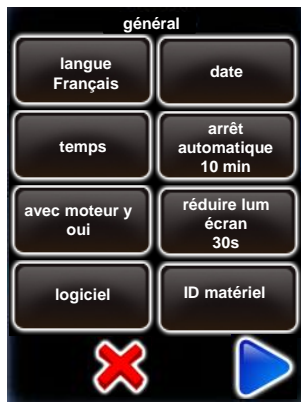 général
langue
Français
date
temps
arrêt
automatique
10 min
avec moteur y
oui
réduire lum
écran
30s
logiciel
ID matériel